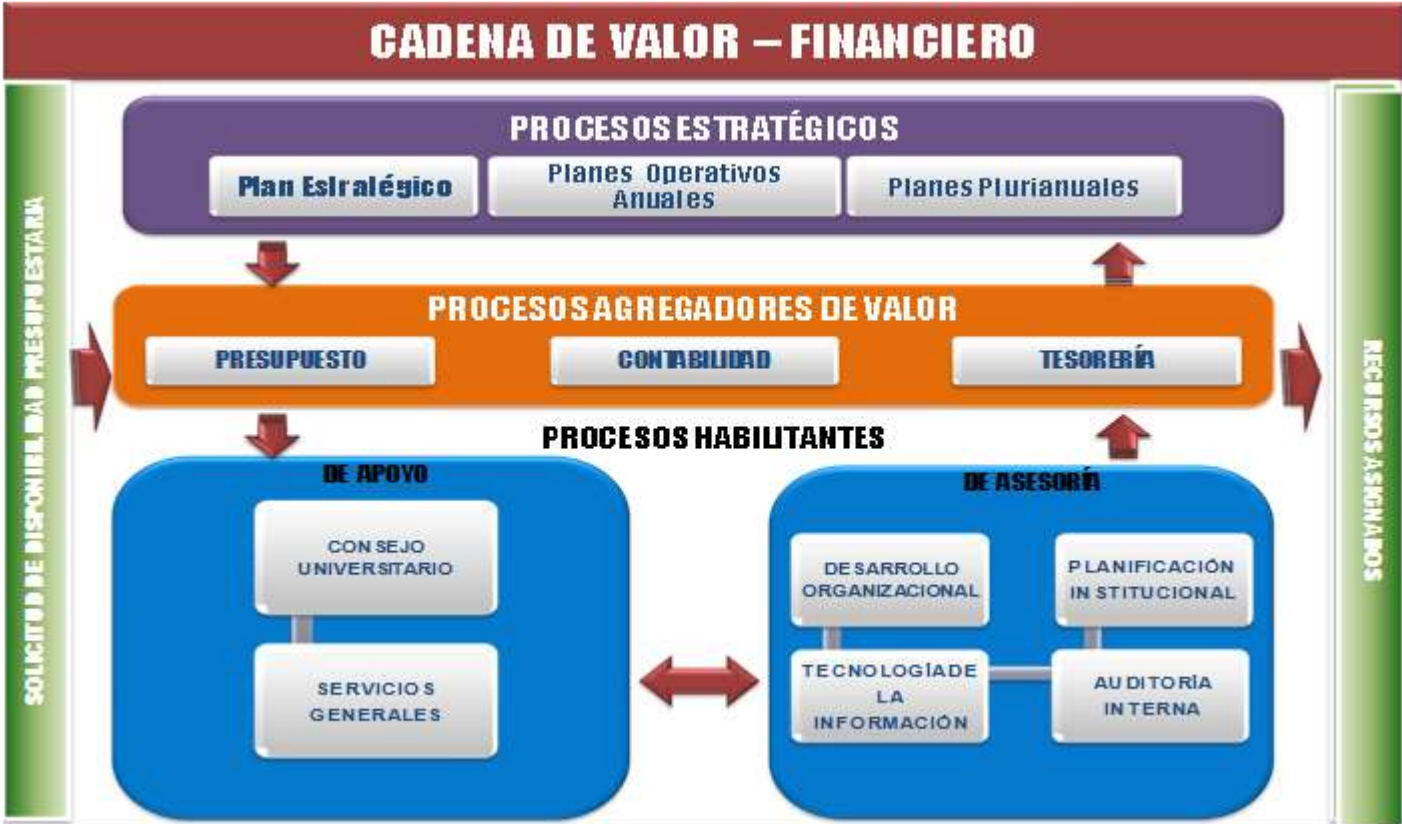 CADENA DE VALOR – FINANCIERO
SOLICITUD DE DISPONIBILIDAD PRESUPUESTARIA
PROCESOS ESTRATÉGICOS
Plan Estratégico
Planes Operativos
Anuales
Planes Plurianuales
PROCESOS AGREGADORES DE VALOR
PRESUPUESTO
CONTABILIDAD
TESORERÍA
PROCESOS HABILITANTES
DE APOYO
CONSEJO
UNIVERSITARIO
SERVICIOS
GENERALES
DE ASESORÍA
DESARROLLO
ORGANIZACIONAL
PLANIFICACIÓN
INSTITUCIONAL
TECNOLOGÍA DE
LA
INFORMACIÓN
AUDITORÍA
INTERNA
RECURSOS ASIGNADOS